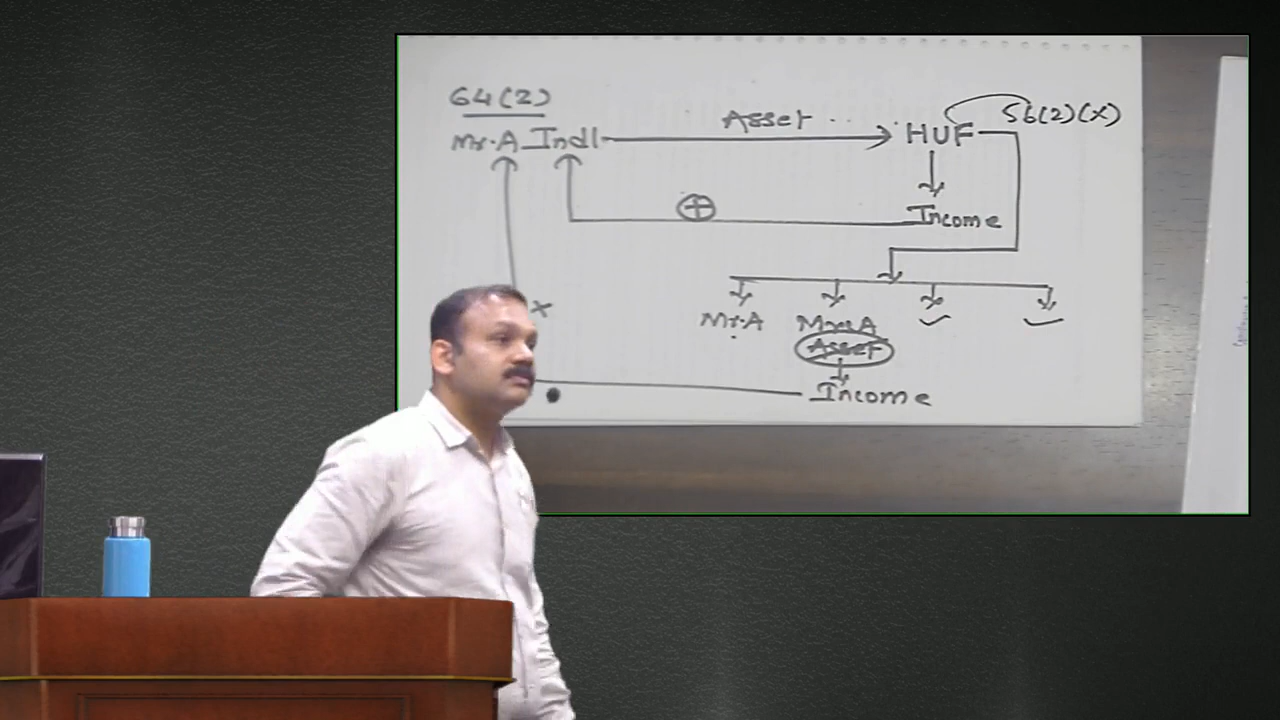 64(2)
Mr.A Indl Asset .. HUF 56(2)(x)
+ Income
x
Mr.A Mrs.A
Asset
Income